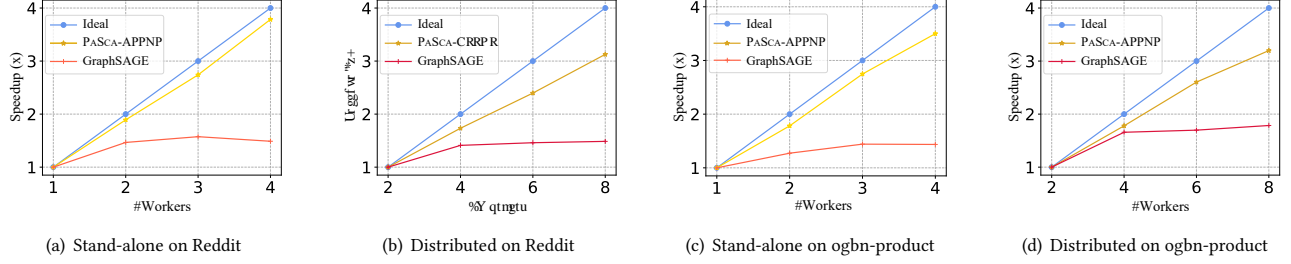 4
3
2
1
Speedup (x)
Ideal
PASCA-APPNP
GraphSAGE
1 2 3 4
#Workers
(a) Stand-alone on Reddit
4
3
2
1
Ideal
PASCA-CRRPR
GraphSAGE
2 4 6 8
(b) Distributed on Reddit
4
3
2
1
Speedup (x)
Ideal
PASCA-APPNP
GraphSAGE
1 2 3 4
#Workers
(c) Stand-alone on ogbn-product
4
3
2
1
Speedup (x)
Ideal
PASCA-APPNP
GraphSAGE
2 4 6 8
#Workers
(d) Distributed on ogbn-product